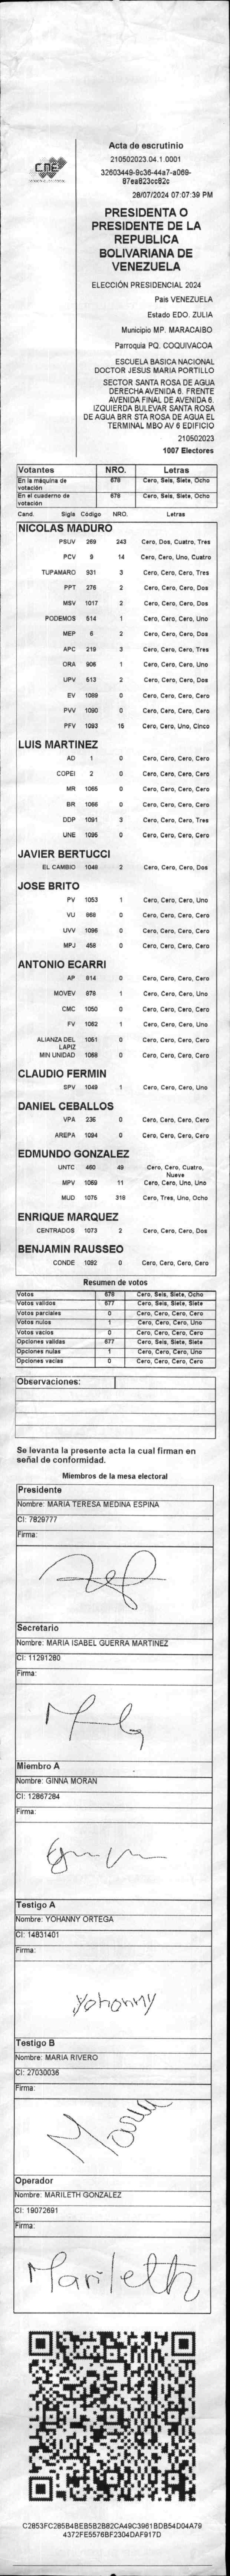 CNE
Acta de escrutinio
210502023.04.1.0001
32603449-9c36-44a7-a069-
87ea823cc82c
28/07/2024 07:07:39 PM
PRESIDENTA O
PRESIDENTE DE LA
REPUBLICA
BOLIVARIANA DE
VENEZUELA
ELECCIÓN PRESIDENCIAL 2024
País VENEZUELA
Estado EDO. ZULIA
Municipio MP. MARACAIBO
Parroquia PQ. COQUIVACOA
ESCUELA BASICA NACIONAL
DOCTOR JESUS MARIA PORTILLO
SECTOR SANTA ROSA DE AGUA
DERECHA AVENIDA 6. FRENTE
AVENIDA FINAL DE AVENIDA 6.
IZQUIERDA BULEVAR SANTA ROSA
DE AGUA BRR STA ROSA DE AGUA EL
TERMINAL MBO AV 6 EDIFICIO
210502023
1007 Electores
Votantes NRO. Letras
En la máquina de votación 678 Cero, Seis, Siete, Ocho
En el cuaderno de votación 678 Cero, Seis, Siete, Ocho
Cand. Sigla Código NRO. Letras
NICOLAS MADURO
PSUV 269 243 Cero, Dos, Cuatro, Tres
PCV 9 14 Cero, Cero, Uno, Cuatro
TUPAMARO 931 3 Cero, Cero, Cero, Tres
PPT 276 2 Cero, Cero, Cero, Dos
MSV 1017 2 Cero, Cero, Cero, Dos
PODEMOS 514 1 Cero, Cero, Cero, Uno
MEP 6 2 Cero, Cero, Cero, Dos
APC 219 3 Cero, Cero, Cero, Tres
ORA 906 1 Cero, Cero, Cero, Uno
UPV 513 2 Cero, Cero, Cero, Dos
EV 1089 0 Cero, Cero, Cero, Cero
PVV 1090 0 Cero, Cero, Cero, Cero
PFV 1093 15 Cero, Cero, Uno, Cinco
LUIS MARTINEZ
AD 1 0 Cero, Cero, Cero, Cero
COPEI 2 0 Cero, Cero, Cero, Cero
MR 1065 0 Cero, Cero, Cero, Cero
BR 1066 0 Cero, Cero, Cero, Cero
DDP 1091 3 Cero, Cero, Cero, Tres
UNE 1095 0 Cero, Cero, Cero, Cero
JAVIER BERTUCCI
EL CAMBIO 1046 2 Cero, Cero, Cero, Dos
JOSE BRITO
PV 1053 1 Cero, Cero, Cero, Uno
VU 868 0 Cero, Cero, Cero, Cero
UVV 1096 0 Cero, Cero, Cero, Cero
MPJ 458 0 Cero, Cero, Cero, Cero
ANTONIO ECARRI
AP 814 0 Cero, Cero, Cero, Cero
MOVEV 878 1 Cero, Cero, Cero, Uno
CMC 1050 0 Cero, Cero, Cero, Cero
FV 1062 1 Cero, Cero, Cero, Uno
ALIANZA DEL LAPIZ 1051 0 Cero, Cero, Cero, Cero
MIN UNIDAD 1068 0 Cero, Cero, Cero, Cero
CLAUDIO FERMIN
SPV 1049 1 Cero, Cero, Cero, Uno
DANIEL CEBALLOS
VPA 236 0 Cero, Cero, Cero, Cero
AREPA 1094 0 Cero, Cero, Cero, Cero
EDMUNDO GONZALEZ
UNTC 460 49 Cero, Cero, Cuatro, Nueve
MPV 1069 11 Cero, Cero, Uno, Uno
MUD 1075 318 Cero, Tres, Uno, Ocho
ENRIQUE MARQUEZ
CENTRADOS 1073 2 Cero, Cero, Cero, Dos
BENJAMIN RAUSSEO
CONDE 1092 0 Cero, Cero, Cero, Cero
Resumen de votos
Votos 678 Cero, Seis, Siete, Ocho
Votos validos 677 Cero, Seis, Siete, Siete
Votos parciales 0 Cero, Cero, Cero, Cero
Votos nulos 1 Cero, Cero, Cero, Uno
Votos vacios 0 Cero, Cero, Cero, Cero
Opciones validas 677 Cero, Seis, Siete, Siete
Opciones nulas 1 Cero, Cero, Cero, Uno
Opciones vacias 0 Cero, Cero, Cero, Cero
Observaciones:
Se levanta la presente acta la cual firman en
señal de conformidad.
Miembros de la mesa electoral
Presidente
Nombre: MARIA TERESA MEDINA ESPINA
CI: 7829777
Firma:
Secretario
Nombre: MARIA ISABEL GUERRA MARTINEZ
CI: 11291280
Firma:
Miembro A
Nombre: GINNA MORAN
CI: 12867284
Firma:
Testigo A
Nombre: YOHANNY ORTEGA
CI: 14831401
Firma:
Yohanny
Testigo B
Nombre: MARIA RIVERO
CI: 27030036
Firma:
Maria
Operador
Nombre: MARILETH GONZALEZ
CI: 19072691
Firma:
Marileth
C2853FC285B4BEB5B2B82CA49C3961BDB54D04A79
4372FE5576BF2304DAF917D